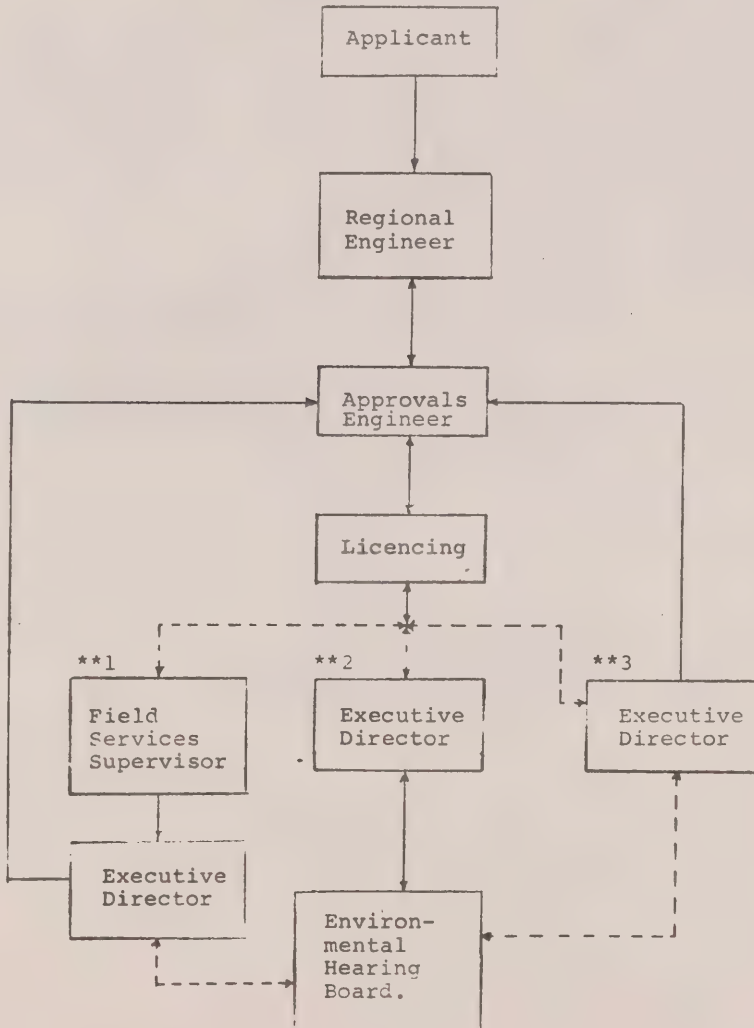 Applicant
Regional
Engineer
Approvals
Engineer
Licencing
**1
**2
**3
Field
Services
Supervisor
Executive
Director
Executive
Director
Executive
Director
Environ-
mental
Hearing
Board.